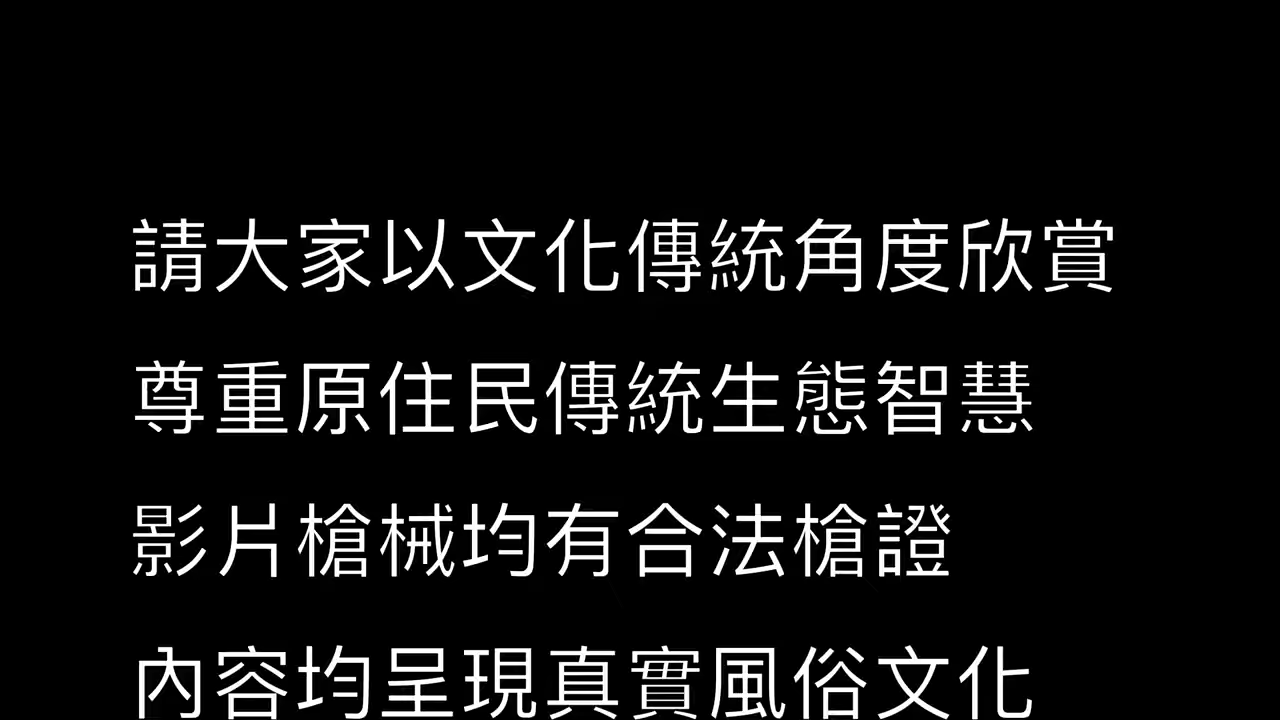 請大家以文化傳統角度欣賞
尊重原住民傳統生態智慧
影片槍械均有合法槍證
內容均呈現真實風俗文化